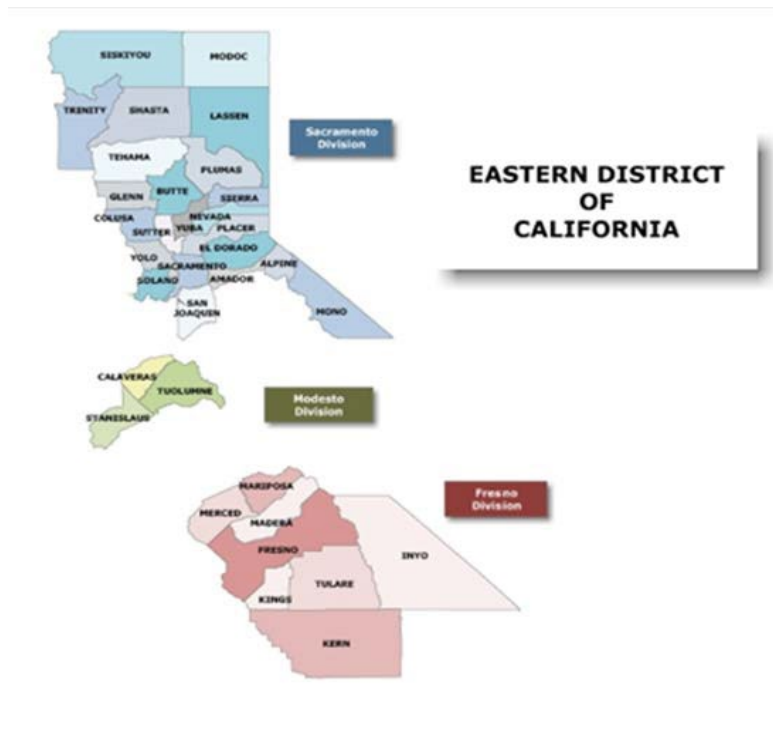 SISKIYOU
MODOC
TRINITY
SHASTA
LASSEN
Sacramento
Division
TEHAMA
PLUMAS
EASTERN DISTRICT
OF
CALIFORNIA
GLENN
BUTTE
SIERRA
COLUSA
NEVADA
SUTTER
YUBA
PLACER
YOLO
EL DORADO
SACRAMENTO
ALPINE
SOLANO
AMADOR
SAN
JOAQUIN
MONO
CALAVERAS
TUOLUMNE
STANISLAUS
Modesto
Division
MARIPOSA
MERCED
MADERA
Fresno
Division
FRESNO
INYO
TULARE
KINGS
KERN